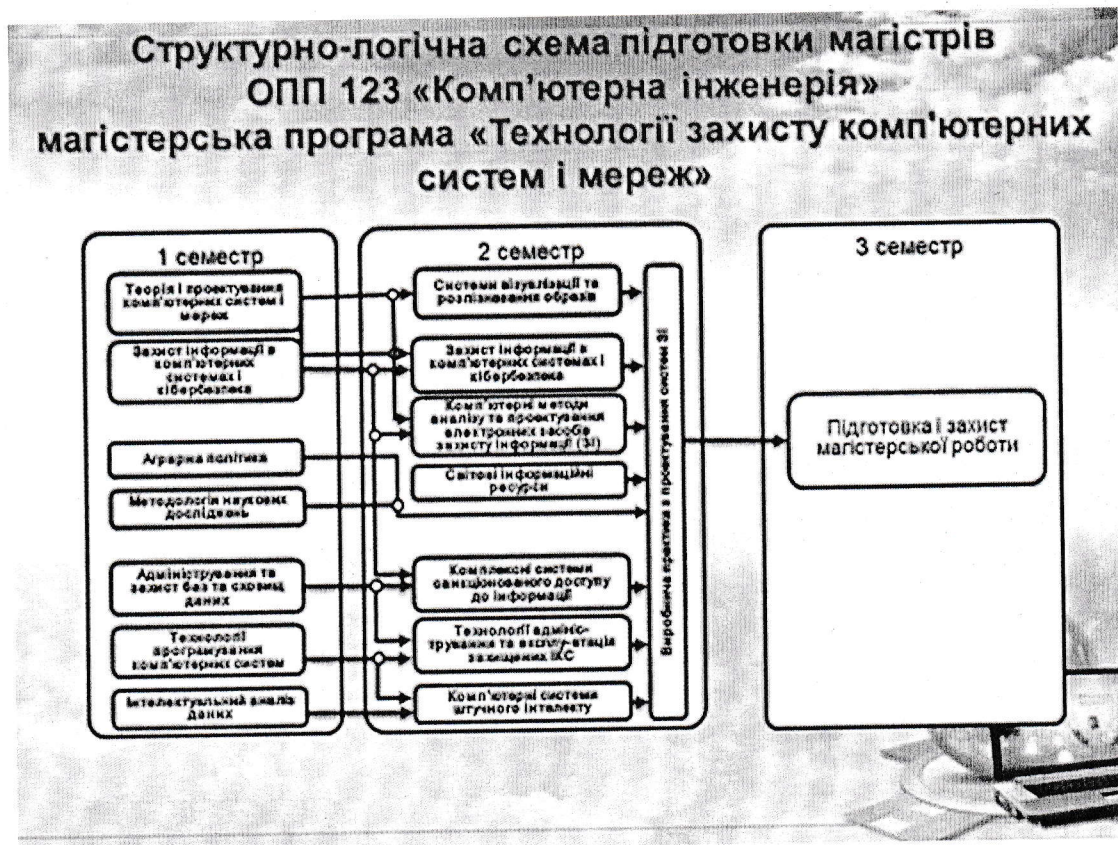 Структурно-логічна схема підготовки магістрів
ОПП 123 «Комп'ютерна інженерія»
магістерська програма «Технології захисту комп'ютерних
систем і мереж»
1 семестр
Теорія і проектування
комп'ютерних систем і
мереж
Захист інформації в
комп'ютерних
системах і
кібербезпека
Аграрна політика
Методологія наукових
досліджень
Адміністрування та
захист баз та сховищ
даних
Технології
програмування
комп'ютерних систем
Інтелектуальний аналіз
даних
2 семестр
Системи візуалізації та
розпізнавання образів
Захист інформації в
комп'ютерних системах і
кібербезпека
Комп'ютерні методи
аналізу та проектування
електронних засобів
захисту інформації (ЗІ)
Світові інформаційні
ресурси
Комплексні системи
санкціонованого доступу
до інформації
Технології адмініс-
трування та експлу-атація
захищених ІКС
Комп'ютерні системи
штучного інтелекту
Виробнича практика з проектування систем ЗІ
3 семестр
Підготовка і захист
магістерської роботи